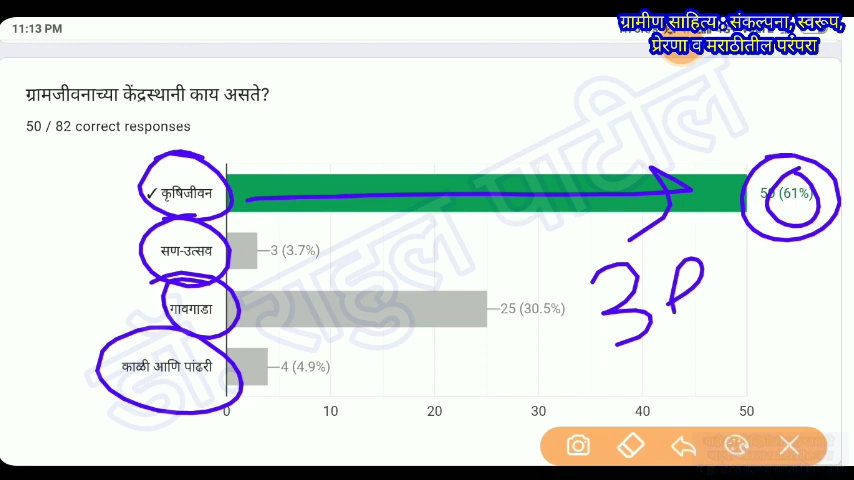 11:13 PM
ग्रामीण साहित्य : संकल्पना, स्वरूप,
प्रेरणा व मराठीतील परंपरा
ग्रामजीवनाच्या केंद्रस्थानी काय असते?
50 / 82 correct responses
✓ कृषिजीवन
50 (61%)
सण-उत्सव
3 (3.7%)
गावगाडा
25 (30.5%)
काळी आणि पांढरी
4 (4.9%)
0 10 20 30 40 50
डॉ. राहुल पाटील